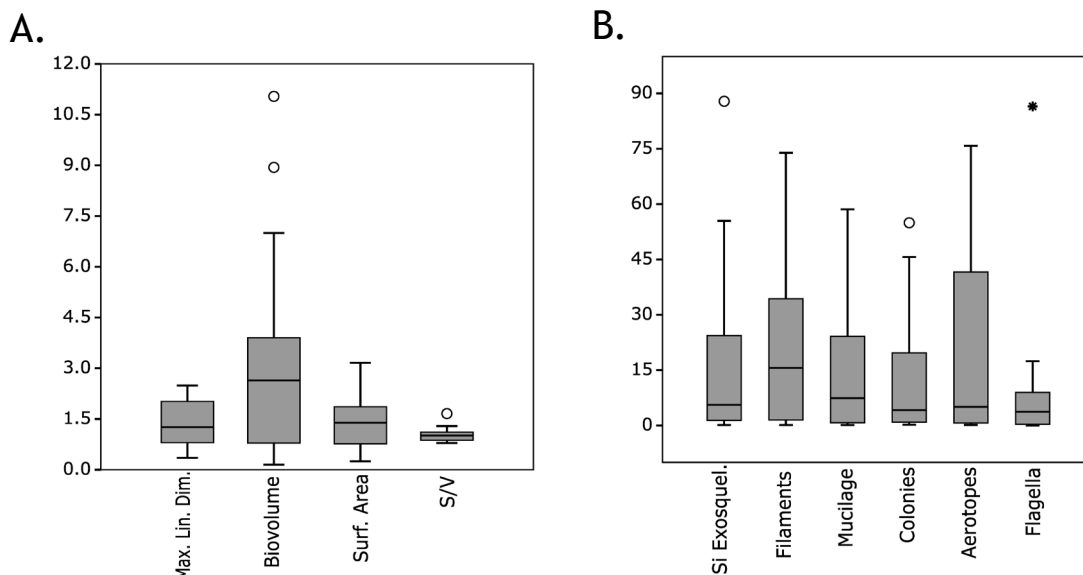 A.
12.0
10.5
9.0
7.5
6.0
4.5
3.0
1.5
0.0
Max. Lin. Dim.
Biovolume
Surf. Area
S/V
B.
90
75
60
45
30
15
0
Si Exosquel.
Filaments
Mucilage
Colonies
Aerotopes
Flagella